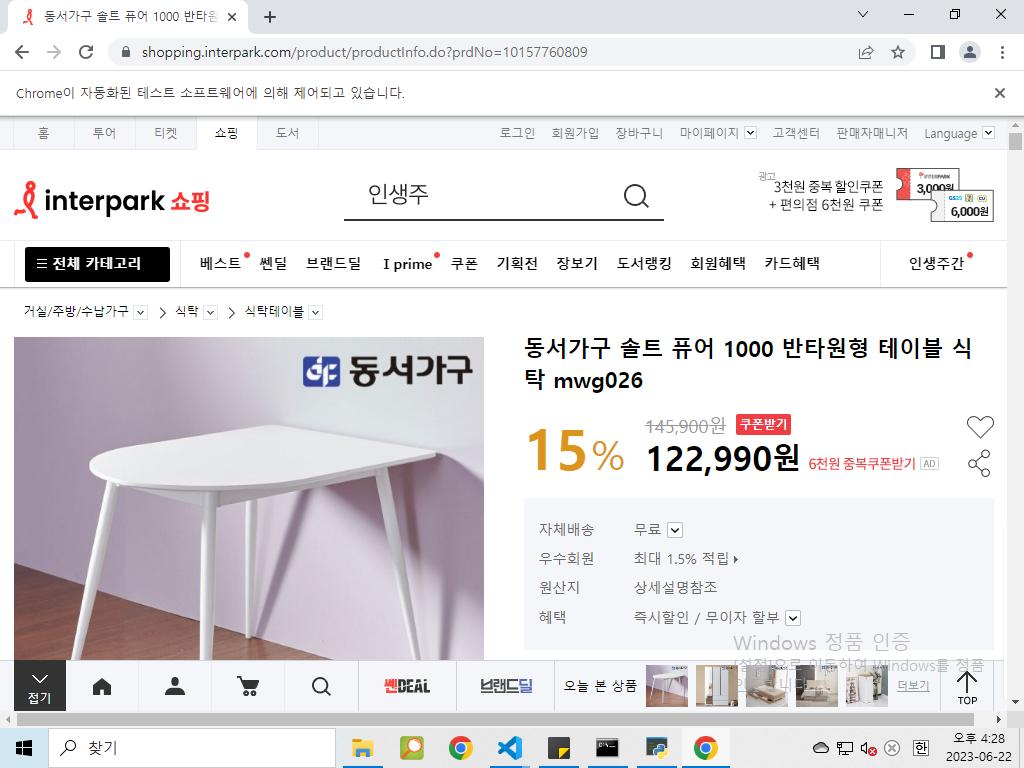 동서가구 솔트 퓨어 1000 반타원
shopping.interpark.com/product/productInfo.do?prdNo=10157760809
Chrome이 자동화된 테스트 소프트웨어에 의해 제어되고 있습니다.
홈 투어 티켓 쇼핑 도서 로그인 회원가입 장바구니 마이페이지 고객센터 판매자매니저 Language
interpark 쇼핑
인생주
광고
3천원 중복 할인쿠폰
+ 편의점 6천원 쿠폰
INTERPARK
3,000원
GS25 CU
6,000원
전체 카테고리 베스트 쎈딜 브랜드딜 I prime 쿠폰 기획전 장보기 도서랭킹 회원혜택 카드혜택 인생주간
거실/주방/수납가구 식탁 식탁테이블
동서가구
동서가구 솔트 퓨어 1000 반타원형 테이블 식
탁 mwg026
145,900원 쿠폰받기
15% 122,990원 6천원 중복쿠폰받기 AD
자체배송 무료
우수회원 최대 1.5% 적립
원산지 상세설명참조
혜택 즉시할인 / 무이자 할부
Windows 정품 인증
[설정]으로 이동하여 Windows를 정품
접기 쎈DEAL 브랜드딜 오늘 본 상품 더보기 TOP
찾기
한
오후 4:28
2023-06-22